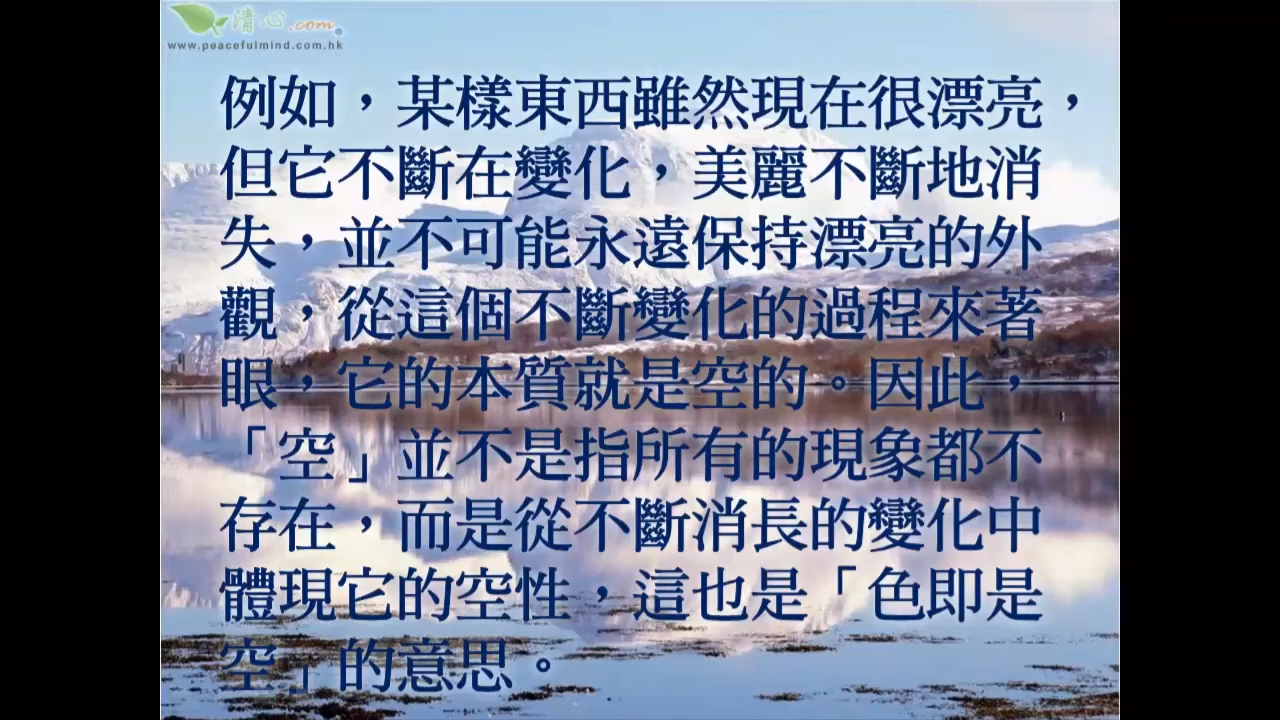 清心.com®
www.peacefulmind.com.hk
例如，某樣東西雖然現在很漂亮，
但它不斷在變化，美麗不斷地消
失，並不可能永遠保持漂亮的外
觀，從這個不斷變化的過程來著
眼，它的本質就是空的。因此，
「空」並不是指所有的現象都不
存在，而是從不斷消長的變化中
體現它的空性，這也是「色即是
空」的意思。